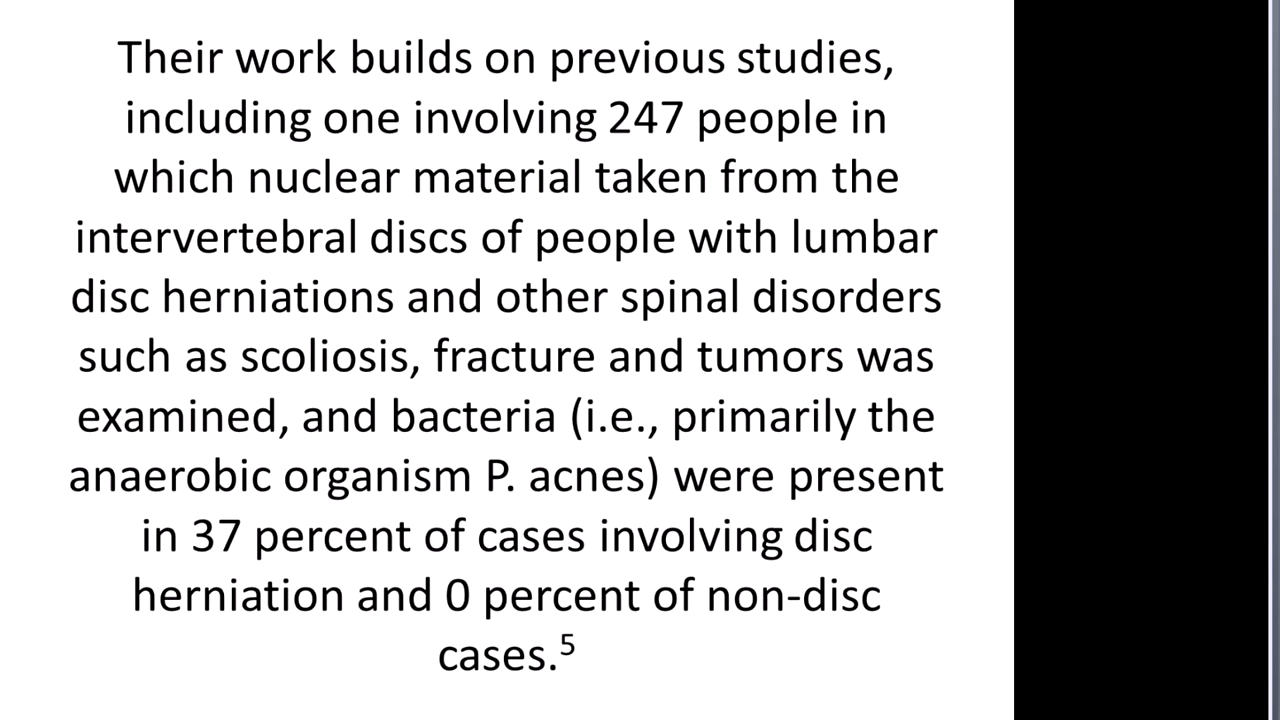 Their work builds on previous studies,
including one involving 247 people in
which nuclear material taken from the
intervertebral discs of people with lumbar
disc herniations and other spinal disorders
such as scoliosis, fracture and tumors was
examined, and bacteria (i.e., primarily the
anaerobic organism P. acnes) were present
in 37 percent of cases involving disc
herniation and 0 percent of non-disc
cases.⁵